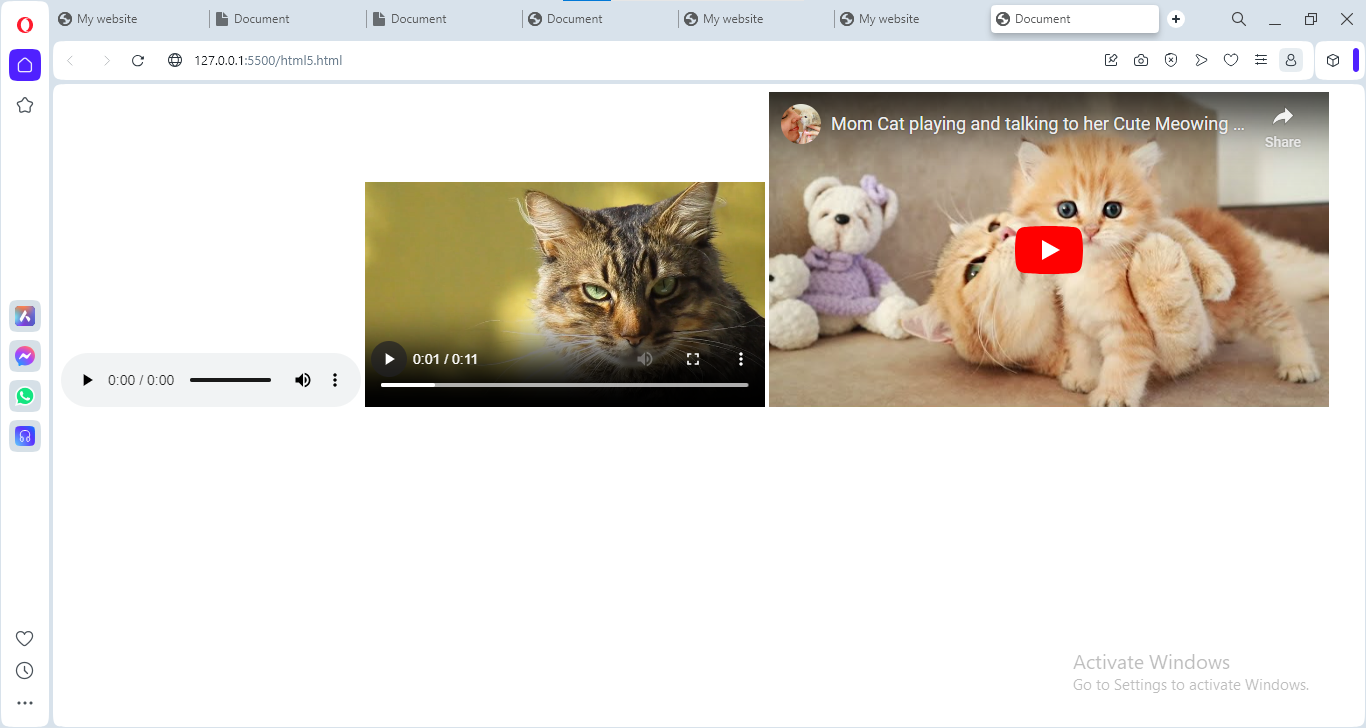 My website
Document
Document
Document
My website
My website
Document
127.0.0.1:5500/html5.html
Mom Cat playing and talking to her Cute Meowing ...
Share
0:01 / 0:11
0:00 / 0:00
Activate Windows
Go to Settings to activate Windows.